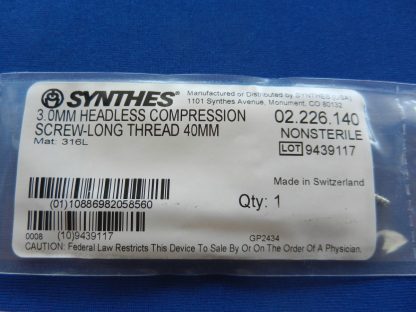 SYNTHES®
Manufactured or Distributed by SYNTHES (USA)
1101 Synthes Avenue, Monument, CO 80132
3.0MM HEADLESS COMPRESSION
SCREW-LONG THREAD 40MM
Mat: 316L
02.226.140
NONSTERILE
LOT 9439117
Made in Switzerland
(01)10886982058560
Qty: 1
0008 (10)9439117
GP2434
CAUTION: Federal Law Restricts This Device To Sale By Or On The Order Of A Physician.